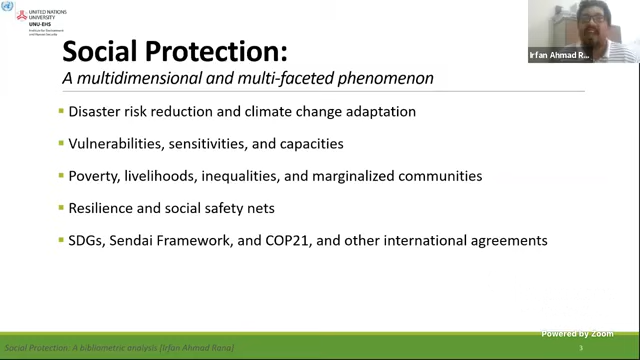 UNITED NATIONS
UNIVERSITY
UNU-EHS
Institute for Environment
and Human Security
Irfan Ahmad R...
Social Protection:
A multidimensional and multi-faceted phenomenon
Disaster risk reduction and climate change adaptation
Vulnerabilities, sensitivities, and capacities
Poverty, livelihoods, inequalities, and marginalized communities
Resilience and social safety nets
SDGs, Sendai Framework, and COP21, and other international agreements
Powered by Zoom
Social Protection: A bibliometric analysis (Irfan Ahmad Rana)
3